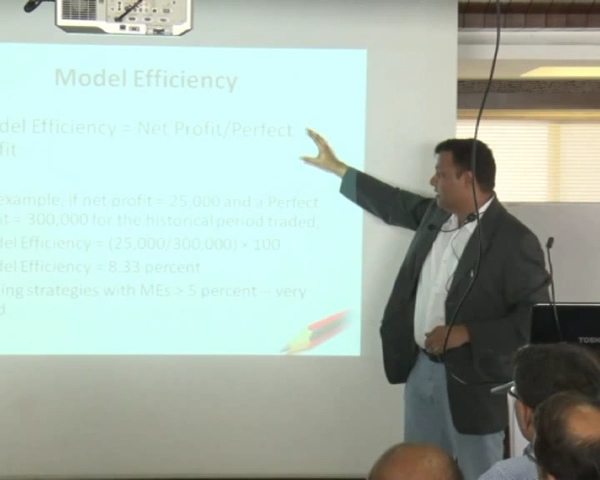 Model Efficiency
del Efficiency = Net Profit/Perfect
fit
example, if net profit = 25,000 and a Perfect
it = 300,000 for the historical period traded
del Efficiency = (25,000/300,000) * 100
del Efficiency = 8.33 percent
ing strategies with MEs > 5 percent – very
d
TOSH